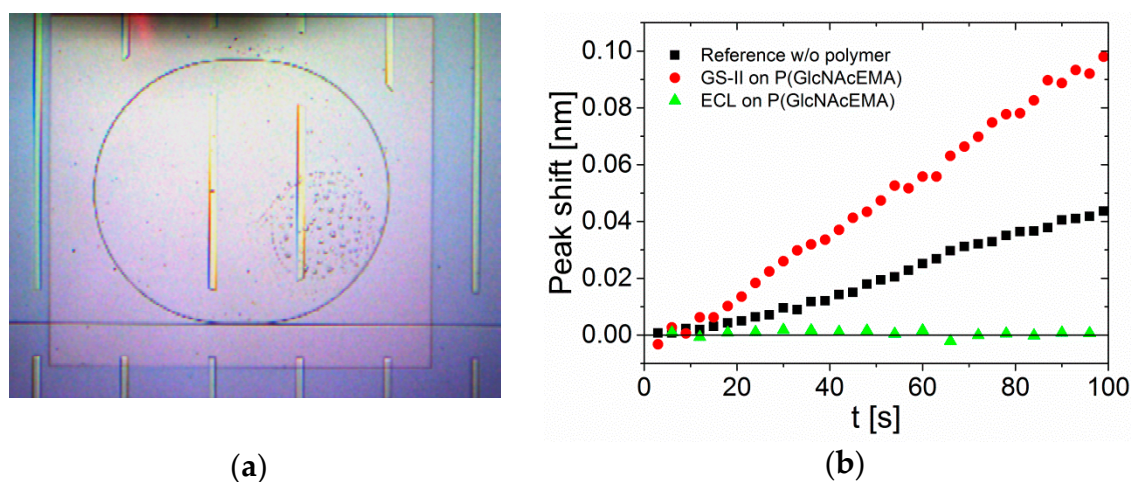 (b)
Reference w/o polymer
GS-II on P(GlcNAcEMA)
ECL on P(GlcNAcEMA)
Peak shift [nm]
0.10
0.08
0.06
0.04
0.02
0.00
0 20 40 60 80 100
t [s]
(a)
(b)